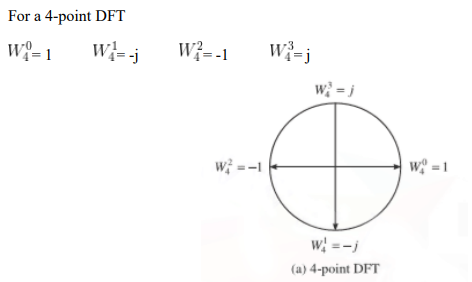 For a 4-point DFT
W₄⁰= 1 W₄¹= -j W₄²= -1 W₄³= j
W₄³ = j
W₄² = –1 W₄⁰ = 1
W₄¹ = –j
(a) 4-point DFT